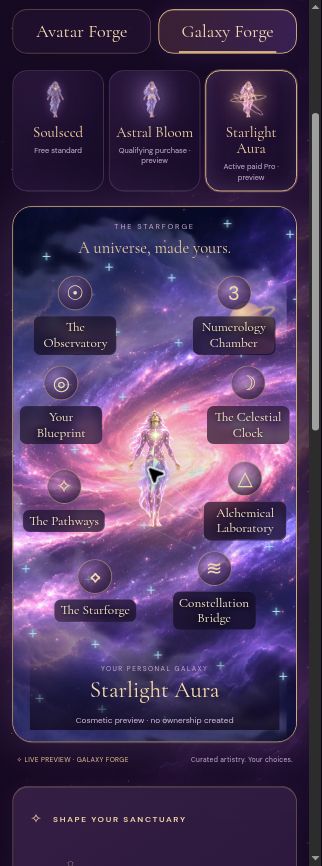 Avatar Forge
Galaxy Forge
Soulseed
Free standard
Astral Bloom
Qualifying purchase ·
preview
Starlight
Aura
Active paid Pro ·
preview
THE STARFORGE
A universe, made yours.
The
Observatory
3
Numerology
Chamber
Your
Blueprint
The Celestial
Clock
The Pathways
Alchemical
Laboratory
The Starforge
Constellation
Bridge
YOUR PERSONAL GALAXY
Starlight Aura
Cosmetic preview · no ownership created
✧ LIVE PREVIEW · GALAXY FORGE
Curated artistry. Your choices.
✧ SHAPE YOUR SANCTUARY